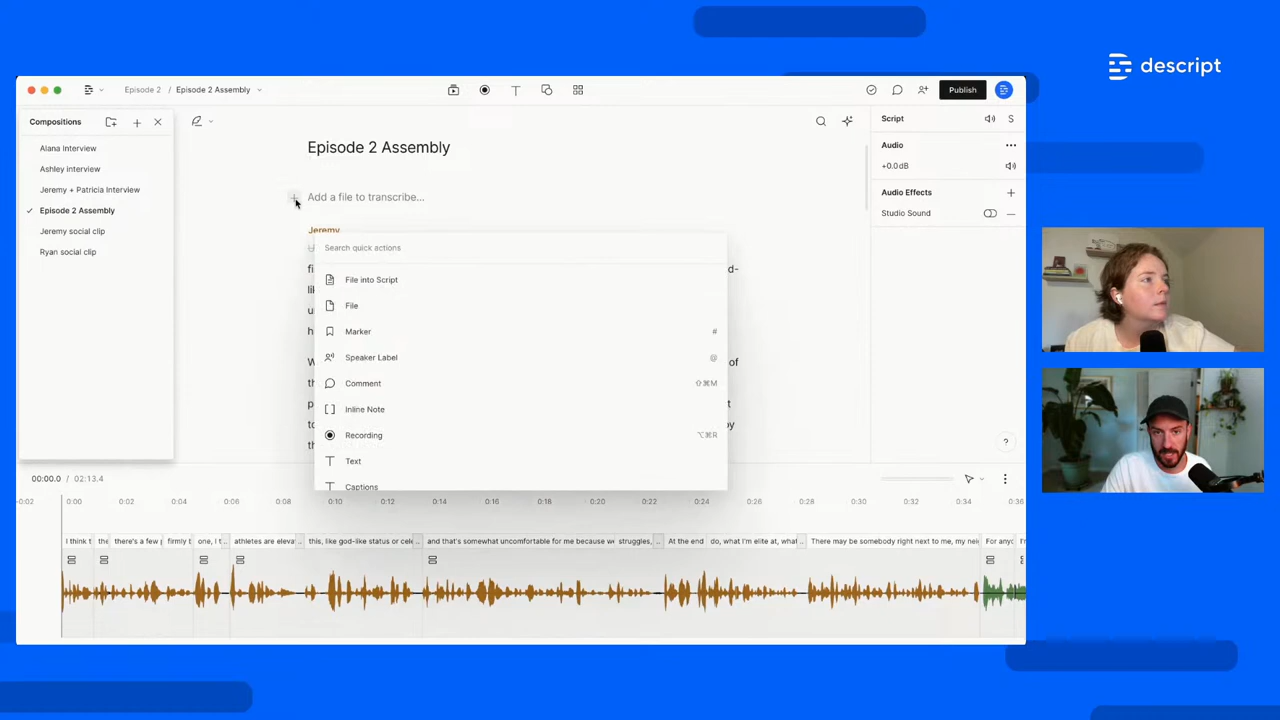 descript
Episode 2 / Episode 2 Assembly
Publish
Compositions
Alana Interview
Ashley interview
Jeremy + Patricia Interview
Episode 2 Assembly
Jeremy social clip
Ryan social clip
Episode 2 Assembly
Add a file to transcribe...
Jeremy
Search quick actions
File into Script
File
Marker #
Speaker Label @
Comment ⇧⌘M
Inline Note
Recording ⌥⌘R
Text
Captions
Script S
Audio
+0.0dB
Audio Effects
Studio Sound
?
00:00.0 / 02:13.4
-0:02 0:00 0:02 0:04 0:06 0:08 0:10 0:12 0:14 0:16 0:18 0:20 0:22 0:24 0:26 0:28 0:30 0:32 0:34 0:36
I think t the there's a few p firmly t one, I t .. athletes are eleva .. this, like god-like status or cele .. and that's somewhat uncomfortable for me because w struggles, .. At the end do, what I'm elite at, what .. There may be somebody right next to me, my nei For anyo